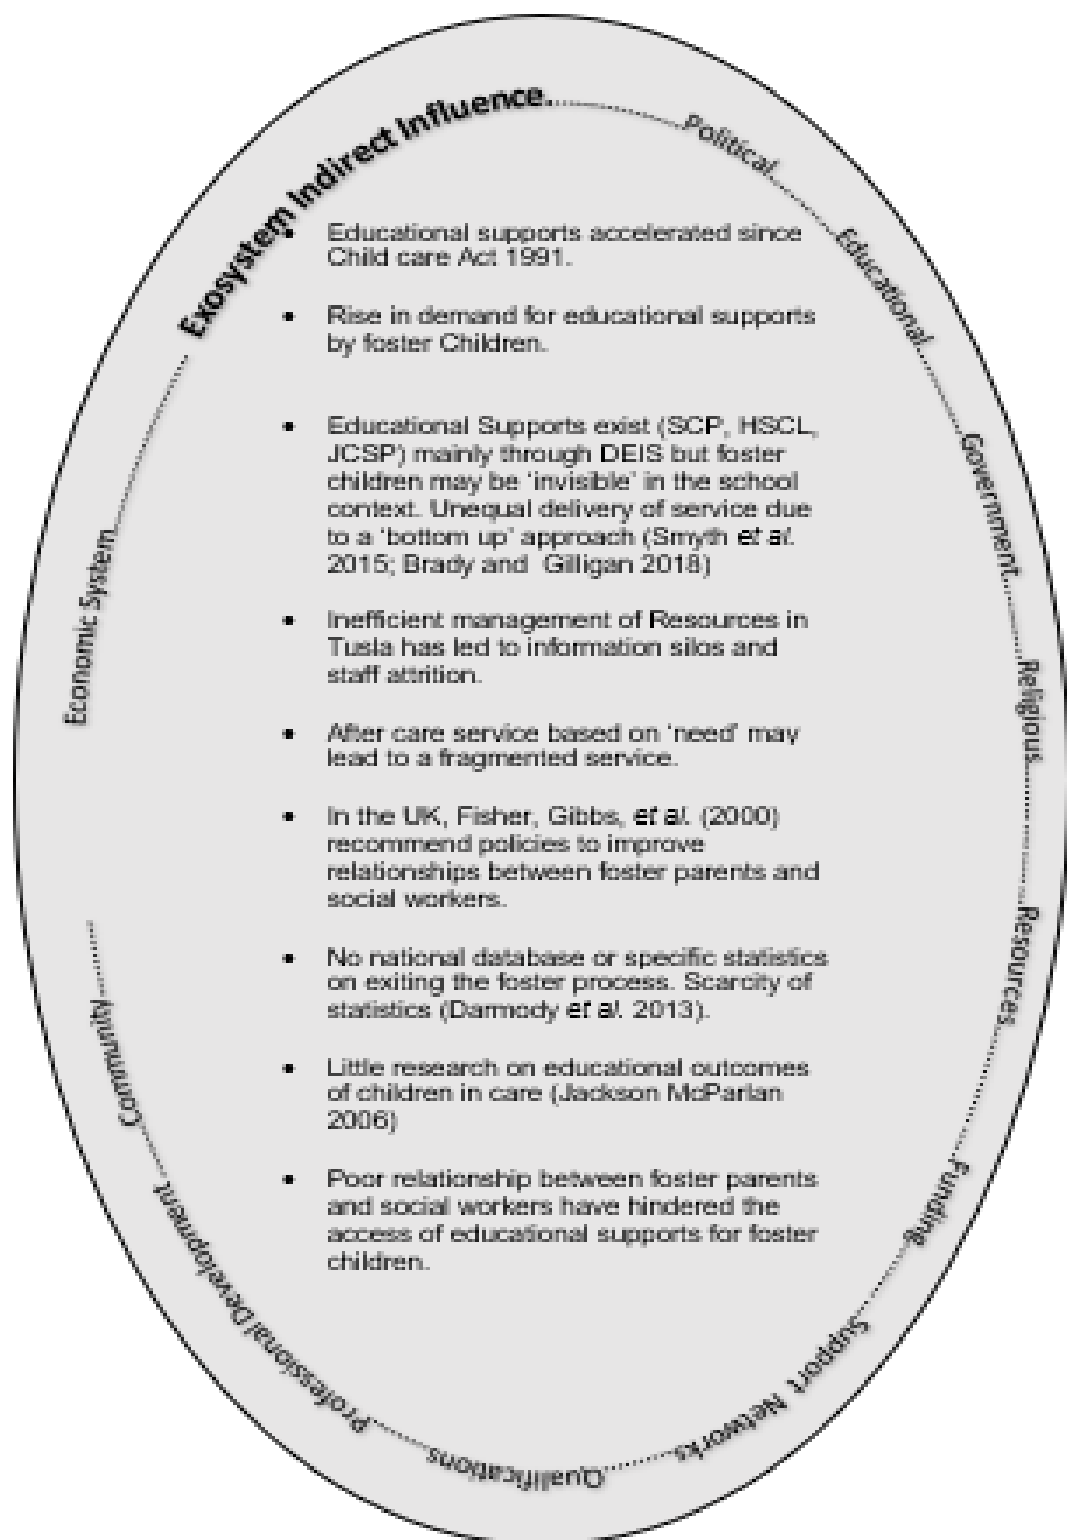 Exosystem Indirect Influence
Political
Educational
Government
Religious
Resources
Funding
Support Networks
Qualifications
Professional Development
Community
Economic System
Educational supports accelerated since
Child care Act 1991.
Rise in demand for educational supports
by foster Children.
Educational Supports exist (SCP, HSCL,
JCSP) mainly through DEIS but foster
children may be ‘invisible’ in the school
context. Unequal delivery of service due
to a ‘bottom up’ approach (Smyth et al.
2015; Brady and Gilligan 2018)
Inefficient management of Resources in
Tusla has led to information silos and
staff attrition.
After care service based on ‘need’ may
lead to a fragmented service.
In the UK, Fisher, Gibbs, et al. (2000)
recommend policies to improve
relationships between foster parents and
social workers.
No national database or specific statistics
on exiting the foster process. Scarcity of
statistics (Darmody et al. 2013).
Little research on educational outcomes
of children in care (Jackson McParlan
2006)
Poor relationship between foster parents
and social workers have hindered the
access of educational supports for foster
children.